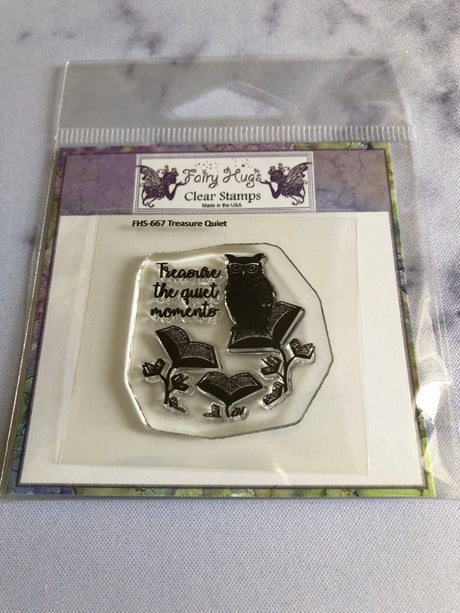 Fairy Hugs
Clear Stamps
Made in the USA
FHS-667 Treasure Quiet
Treasure
the quiet
moments